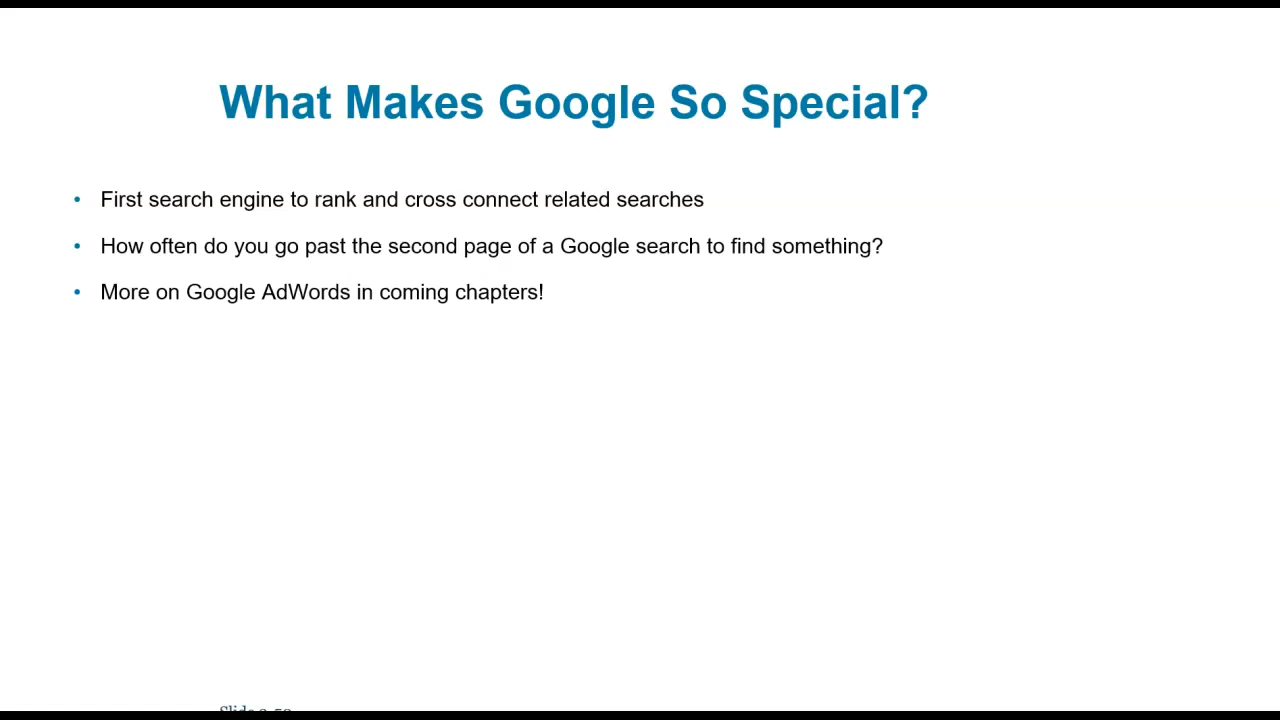 What Makes Google So Special?
• First search engine to rank and cross connect related searches
• How often do you go past the second page of a Google search to find something?
• More on Google AdWords in coming chapters!
Slide